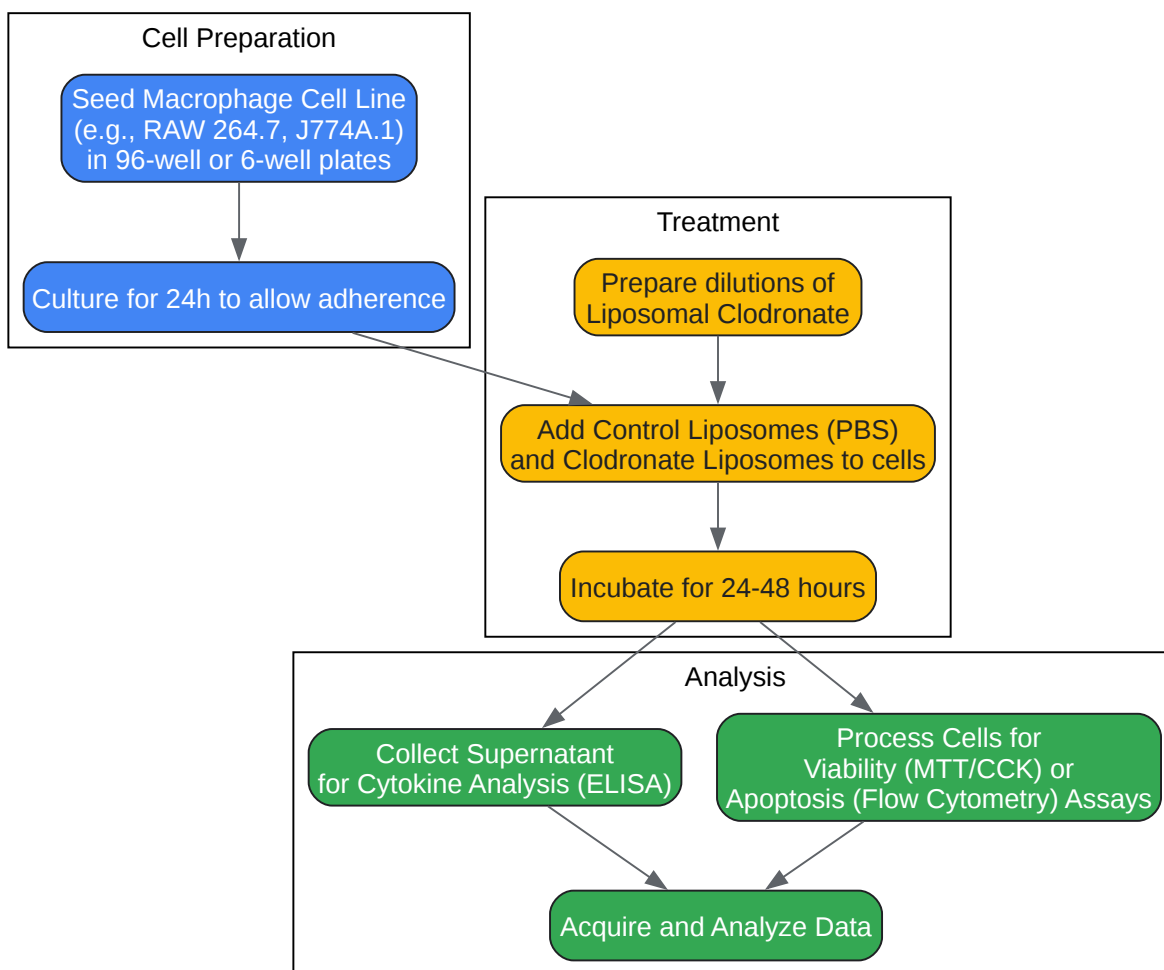 Cell Preparation
Seed Macrophage Cell Line
(e.g., RAW 264.7, J774A.1)
in 96-well or 6-well plates
Culture for 24h to allow adherence
Treatment
Prepare dilutions of
Liposomal Clodronate
Add Control Liposomes (PBS)
and Clodronate Liposomes to cells
Incubate for 24-48 hours
Analysis
Collect Supernatant
for Cytokine Analysis (ELISA)
Process Cells for
Viability (MTT/CCK) or
Apoptosis (Flow Cytometry) Assays
Acquire and Analyze Data